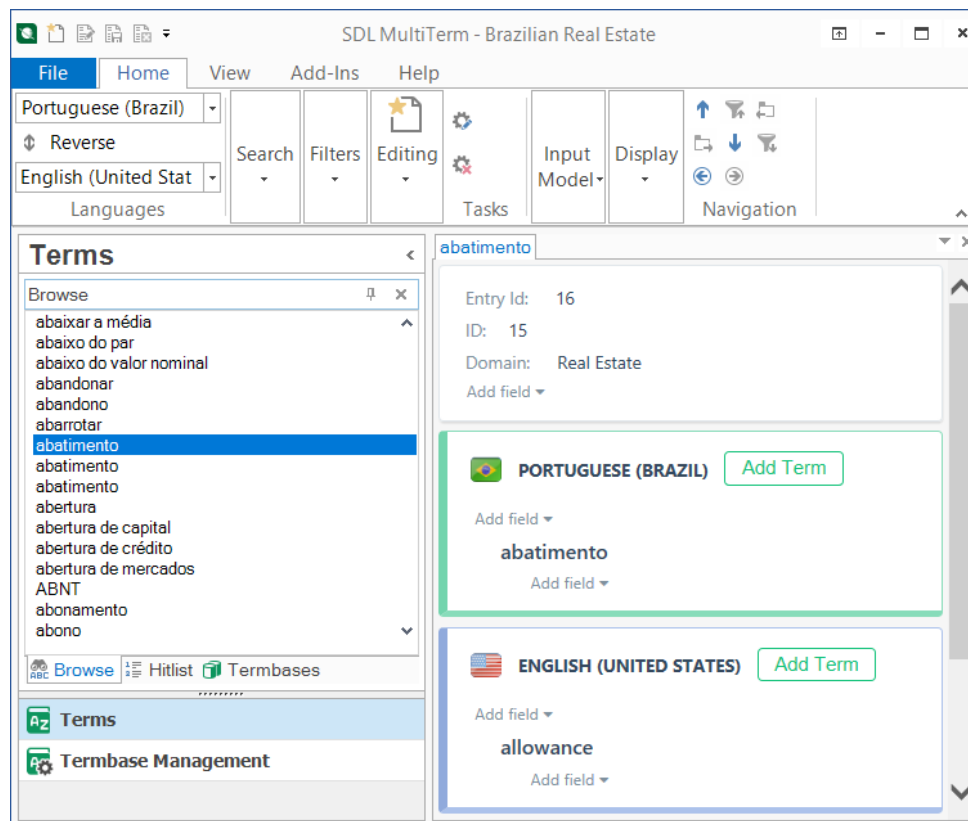 SDL MultiTerm - Brazilian Real Estate
File Home View Add-Ins Help
Portuguese (Brazil)
Reverse
English (United Stat
Languages
Search
Filters
Editing
Tasks
Input
Model
Display
Navigation
Terms
Browse
abaixar a média
abaixo do par
abaixo do valor nominal
abandonar
abandono
abarrotar
abatimento
abatimento
abatimento
abertura
abertura de capital
abertura de crédito
abertura de mercados
ABNT
abonamento
abono
ABC Browse Hitlist Termbases
AZ Terms
AZ Termbase Management
abatimento
Entry Id: 16
ID: 15
Domain: Real Estate
Add field
PORTUGUESE (BRAZIL) Add Term
Add field
abatimento
Add field
ENGLISH (UNITED STATES) Add Term
Add field
allowance
Add field